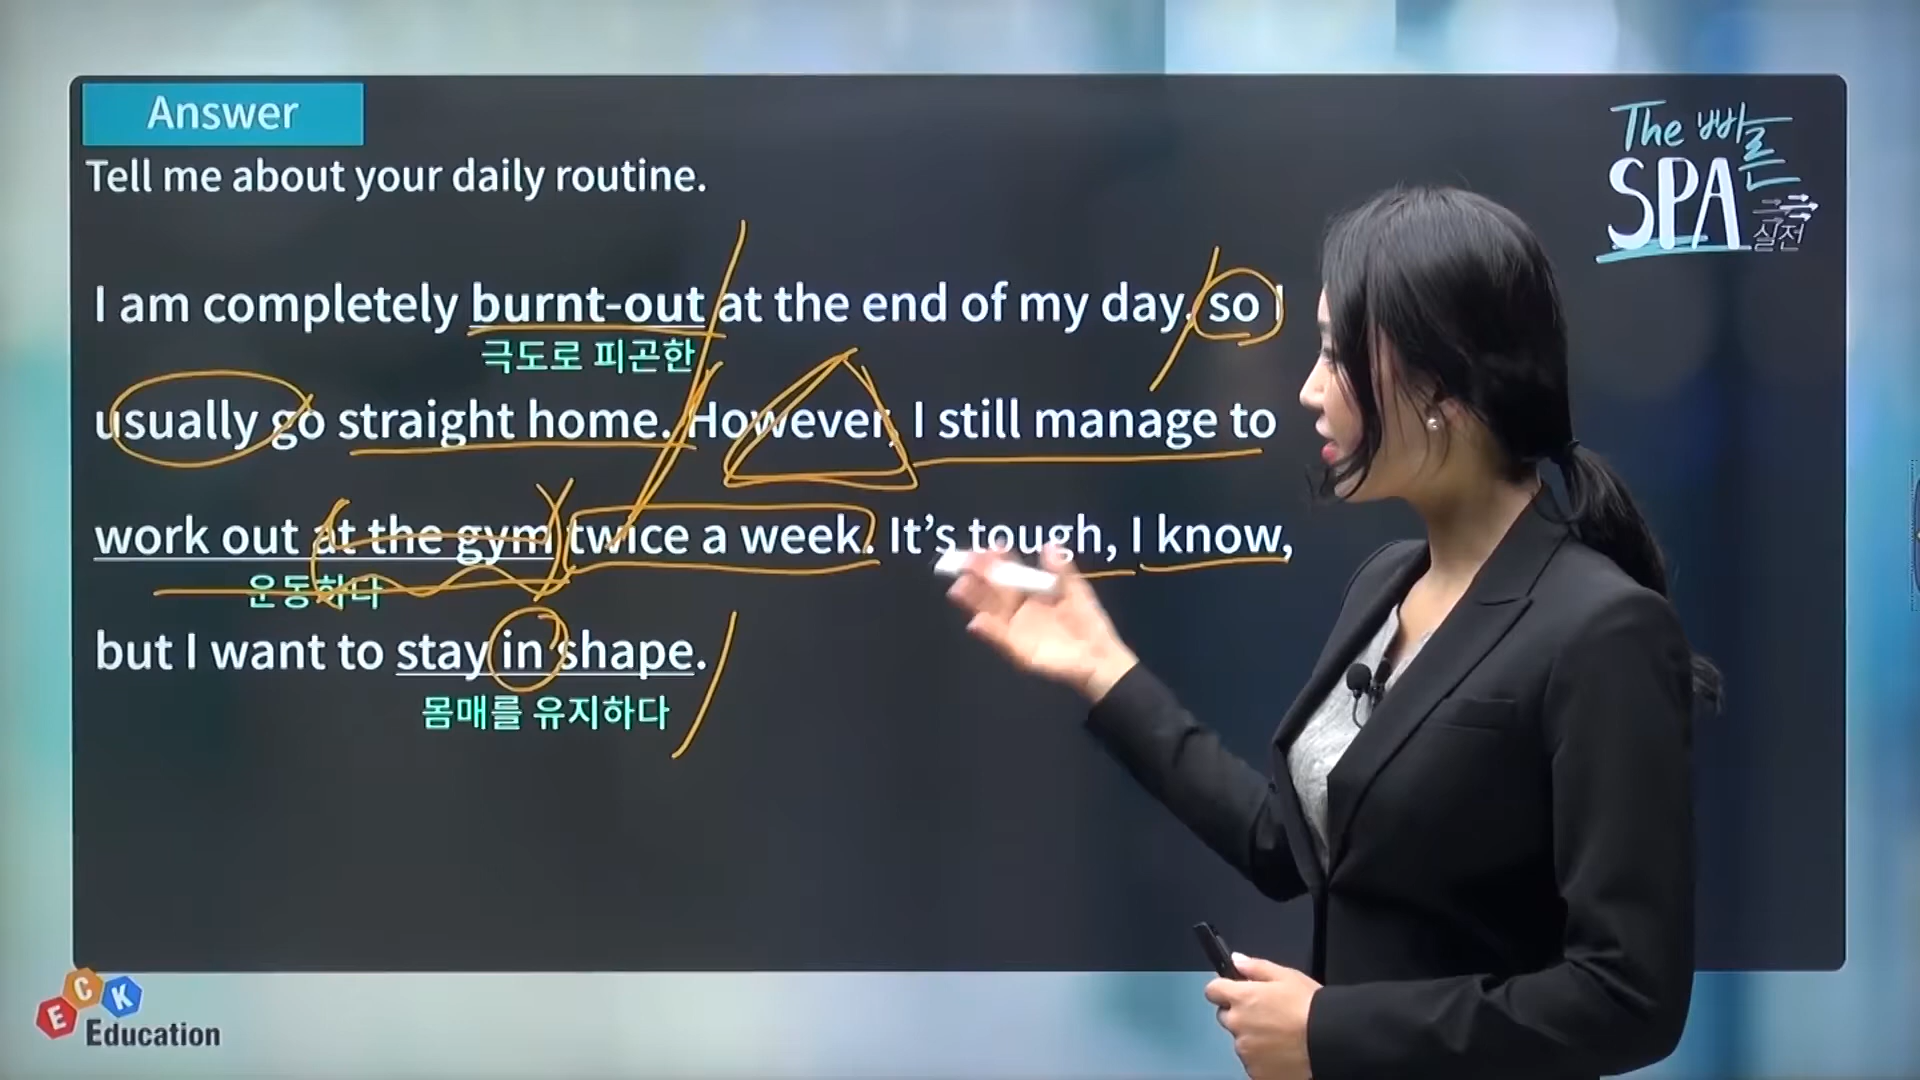 Answer
The 빠른
SPA
실전
Tell me about your daily routine.
I am completely burnt-out at the end of my day. so I
극도로 피곤한
usually go straight home. However, I still manage to
work out at the gym twice a week. It's tough, I know,
운동하다
but I want to stay in shape.
몸매를 유지하다
ECK
Education